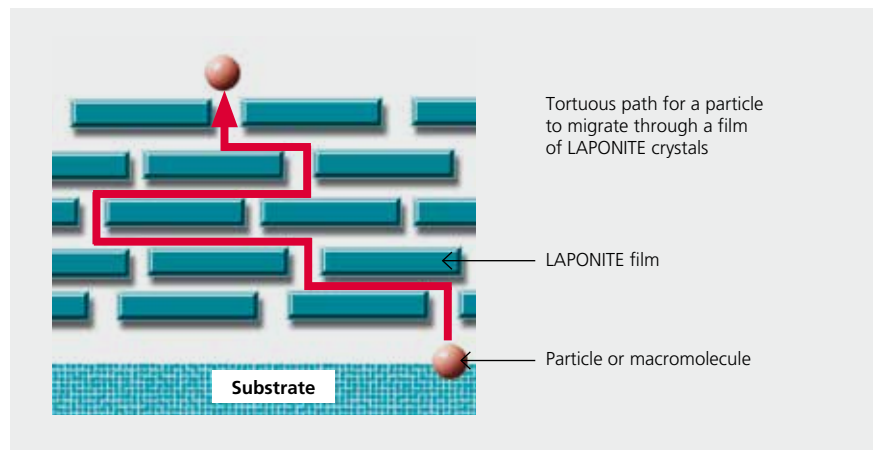 Tortuous path for a particle
to migrate through a film
of LAPONITE crystals
LAPONITE film
Particle or macromolecule
Substrate